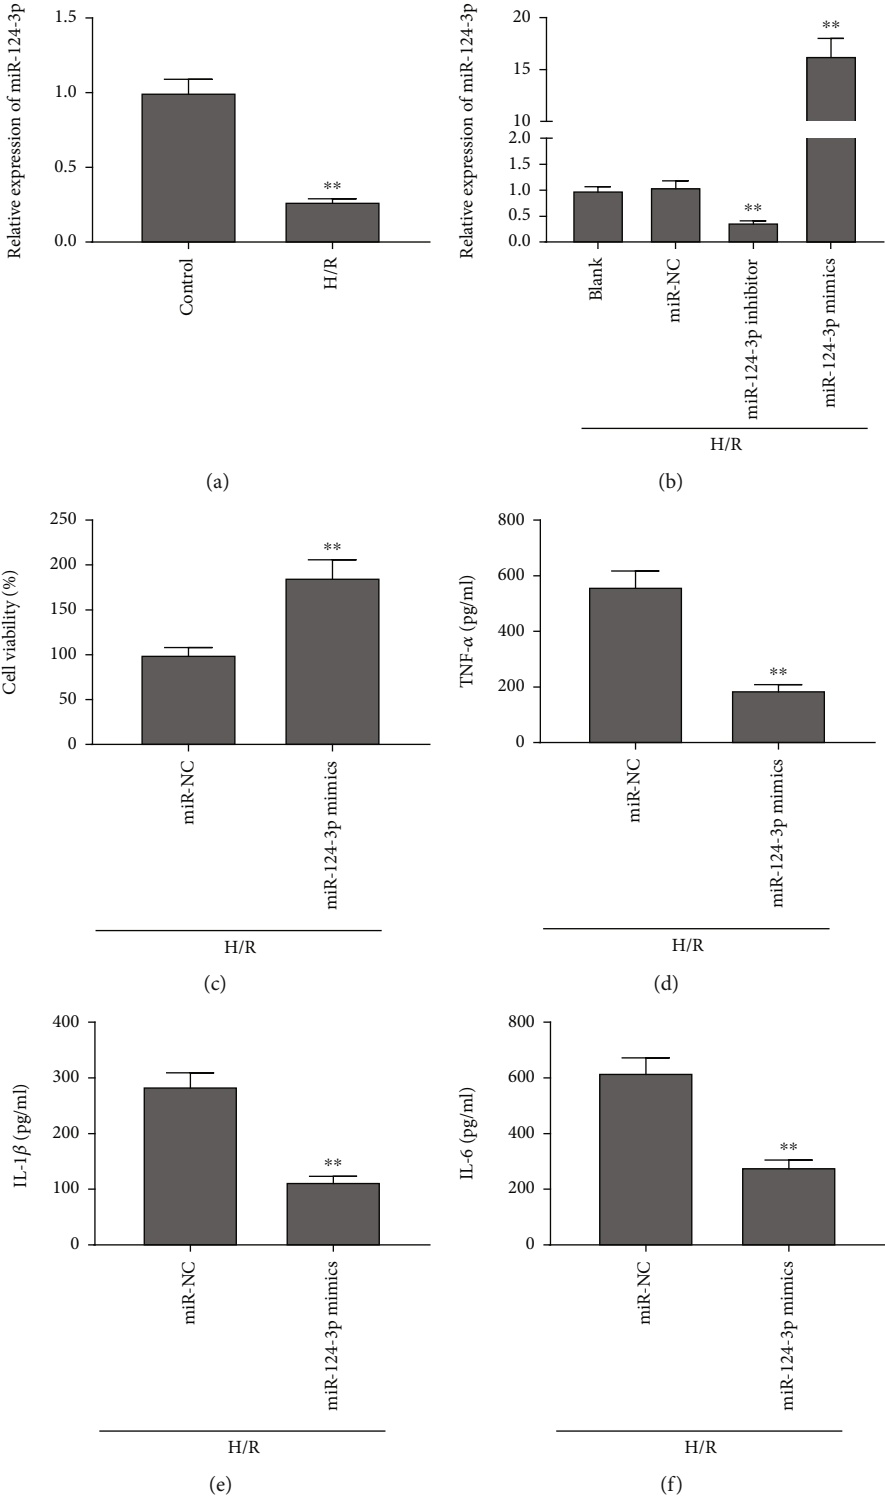 Relative expression of miR-124-3p
1.5
1.0
0.5
0.0
**
Control
H/R
(a)
Relative expression of miR-124-3p
20
15
10
2.0
1.5
1.0
0.5
0.0
**
**
Blank
miR-NC
miR-124-3p inhibitor
miR-124-3p mimics
H/R
(b)
Cell viability (%)
250
200
150
100
50
0
**
miR-NC
miR-124-3p mimics
H/R
(c)
TNF-α (pg/ml)
800
600
400
200
0
**
miR-NC
miR-124-3p mimics
H/R
(d)
IL-1β (pg/ml)
400
300
200
100
0
**
miR-NC
miR-124-3p mimics
H/R
(e)
IL-6 (pg/ml)
800
600
400
200
0
**
miR-NC
miR-124-3p mimics
H/R
(f)